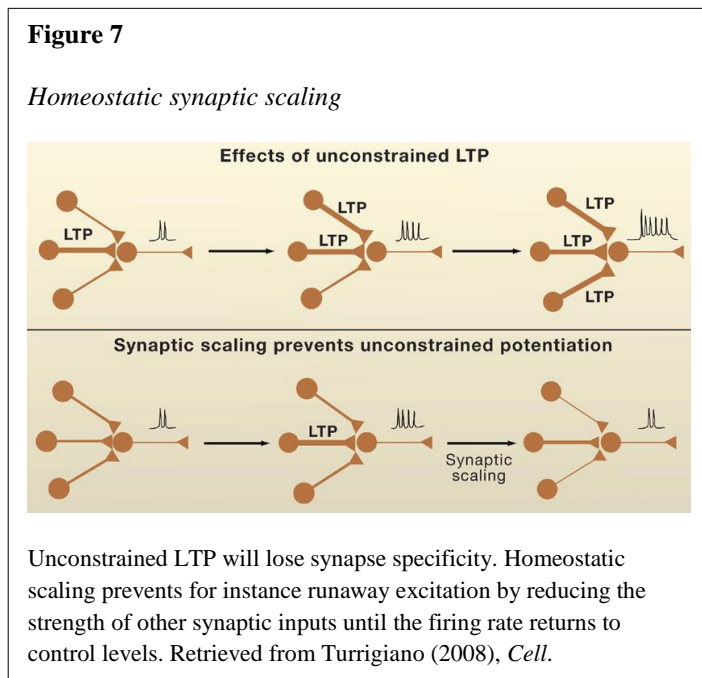 Figure 7
Homeostatic synaptic scaling
Effects of unconstrained LTP
LTP
LTP
LTP
LTP
LTP
LTP
Synaptic scaling prevents unconstrained potentiation
LTP
Synaptic
scaling
Unconstrained LTP will lose synapse specificity. Homeostatic
scaling prevents for instance runaway excitation by reducing the
strength of other synaptic inputs until the firing rate returns to
control levels. Retrieved from Turrigiano (2008), Cell.